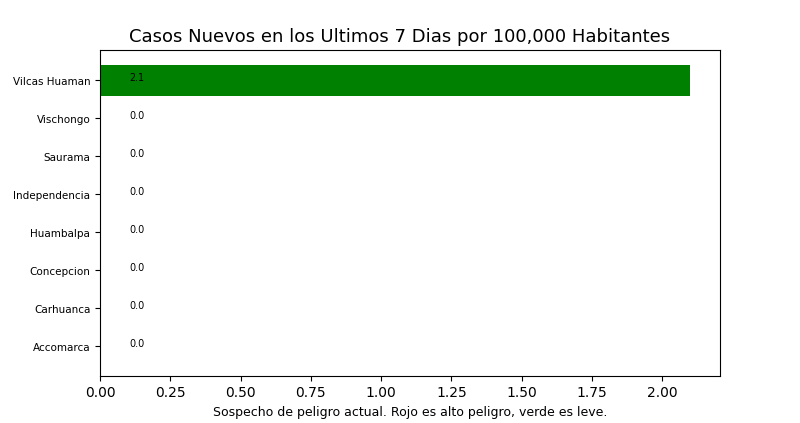 Casos Nuevos en los Ultimos 7 Dias por 100,000 Habitantes
Vilcas Huaman 2.1
Vischongo 0.0
Saurama 0.0
Independencia 0.0
Huambalpa 0.0
Concepcion 0.0
Carhuanca 0.0
Accomarca 0.0
0.00 0.25 0.50 0.75 1.00 1.25 1.50 1.75 2.00
Sospecho de peligro actual. Rojo es alto peligro, verde es leve.